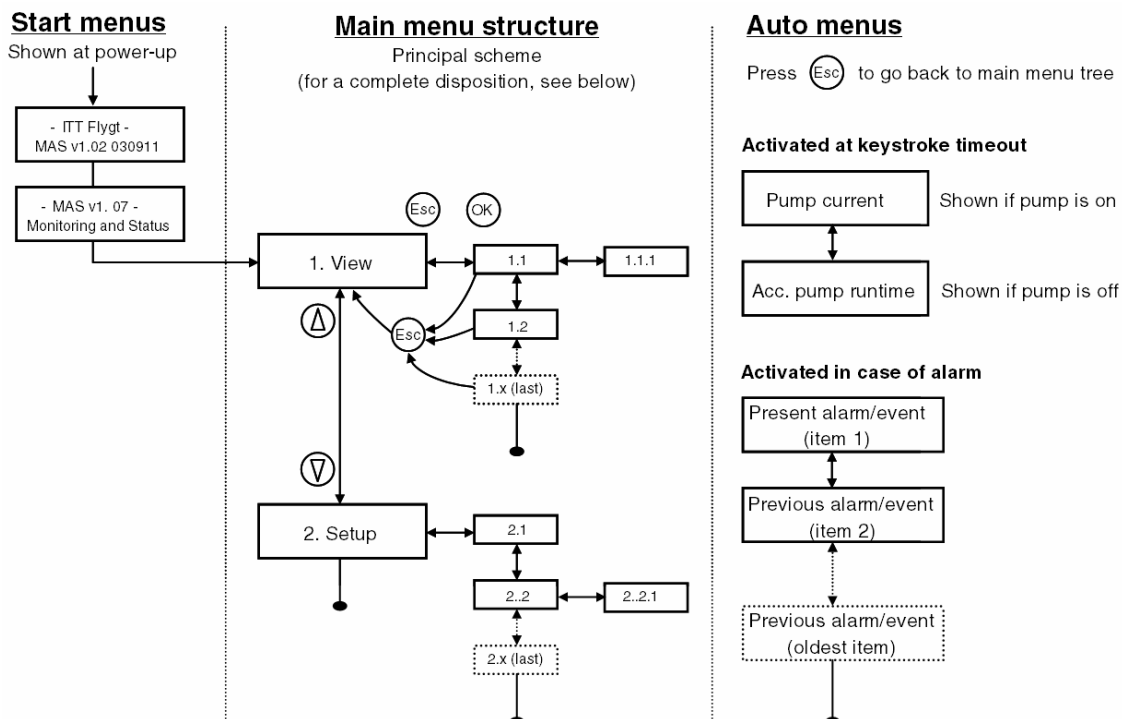 Start menus
Shown at power-up
- ITT Flygt -
MAS v1.02 030911
- MAS v1. 07 -
Monitoring and Status
Main menu structure
Principal scheme
(for a complete disposition, see below)
Esc
OK
1. View
1.1
1.1.1
1.2
Esc
1.x (last)
2. Setup
2.1
2..2
2..2.1
2.x (last)
Auto menus
Press Esc to go back to main menu tree
Activated at keystroke timeout
Pump current
Shown if pump is on
Acc. pump runtime
Shown if pump is off
Activated in case of alarm
Present alarm/event
(item 1)
Previous alarm/event
(item 2)
Previous alarm/event
(oldest item)